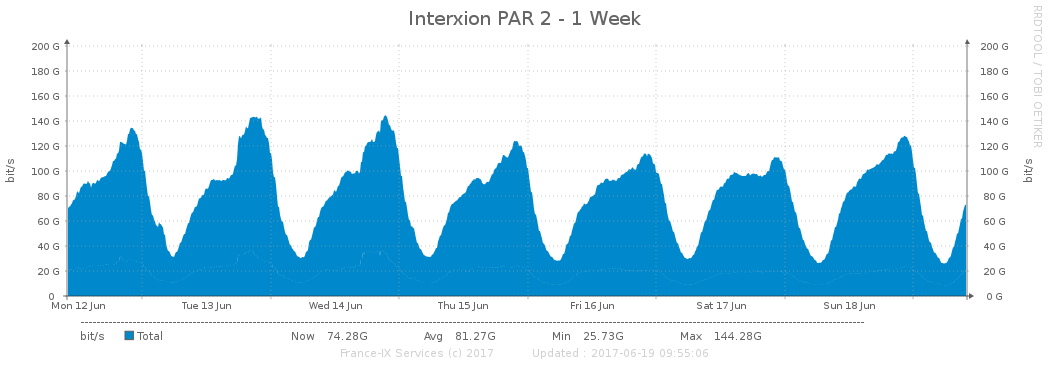 Interxion PAR 2 - 1 Week
RRDTOOL / TOBI OETIKER
bit/s
200 G 200 G
180 G 180 G
160 G 160 G
140 G 140 G
120 G 120 G
100 G 100 G
80 G 80 G
60 G 60 G
40 G 40 G
20 G 20 G
0 0 G
bit/s
Mon 12 Jun Tue 13 Jun Wed 14 Jun Thu 15 Jun Fri 16 Jun Sat 17 Jun Sun 18 Jun
bit/s Total Now 74.28G Avg 81.27G Min 25.73G Max 144.28G
France-IX Services (c) 2017 Updated : 2017-06-19 09:55:06